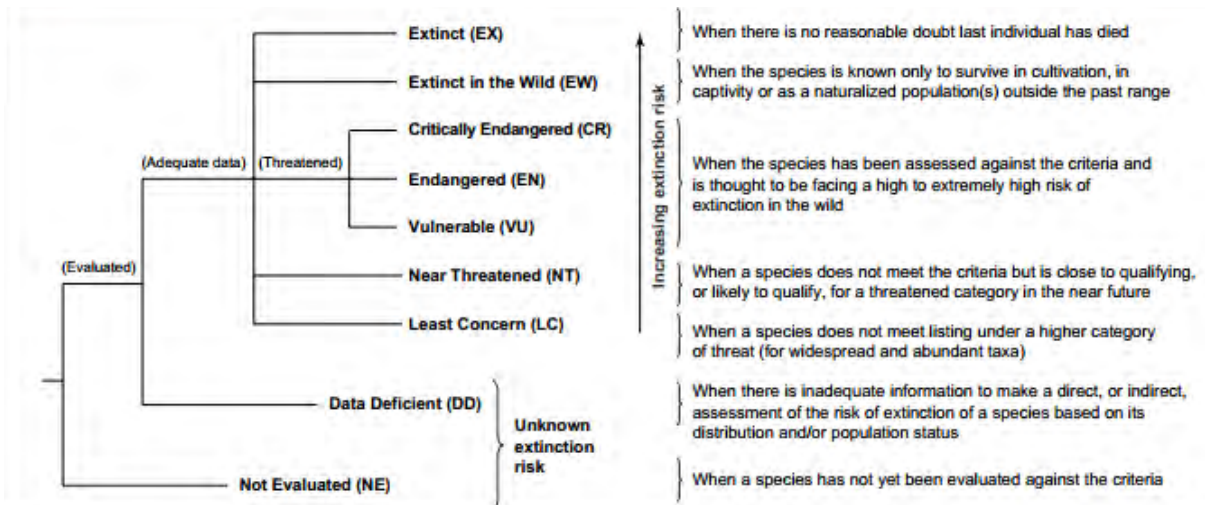 Extinct (EX)
When there is no reasonable doubt last individual has died
Extinct in the Wild (EW)
When the species is known only to survive in cultivation, in
captivity or as a naturalized population(s) outside the past range
Critically Endangered (CR)
(Adequate data)
(Threatened)
Endangered (EN)
When the species has been assessed against the criteria and
is thought to be facing a high to extremely high risk of
extinction in the wild
Vulnerable (VU)
Increasing extinction risk
(Evaluated)
Near Threatened (NT)
When a species does not meet the criteria but is close to qualifying,
or likely to qualify, for a threatened category in the near future
Least Concern (LC)
When a species does not meet listing under a higher category
of threat (for widespread and abundant taxa)
Data Deficient (DD)
Unknown
extinction
risk
When there is inadequate information to make a direct, or indirect,
assessment of the risk of extinction of a species based on its
distribution and/or population status
Not Evaluated (NE)
When a species has not yet been evaluated against the criteria